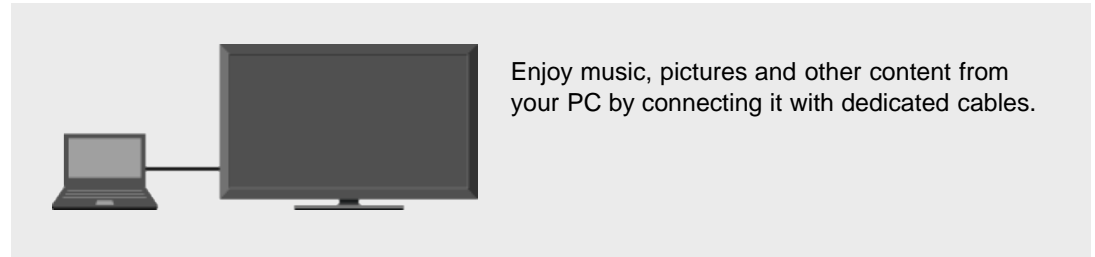 Enjoy music, pictures and other content from
your PC by connecting it with dedicated cables.